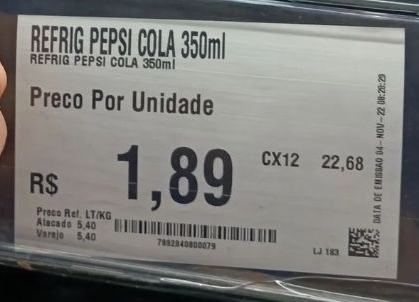 REFRIG PEPSI COLA 350ml
REFRIG PEPSI COLA 350ml
Preco Por Unidade
R$ 1,89
CX12 22,68
Preco Ref. LT/KG
Atacado 5,40
Varejo 5,40
7892840800079
LJ 183
DATA DE EMISSAO 04-NOV-22 08:28:29